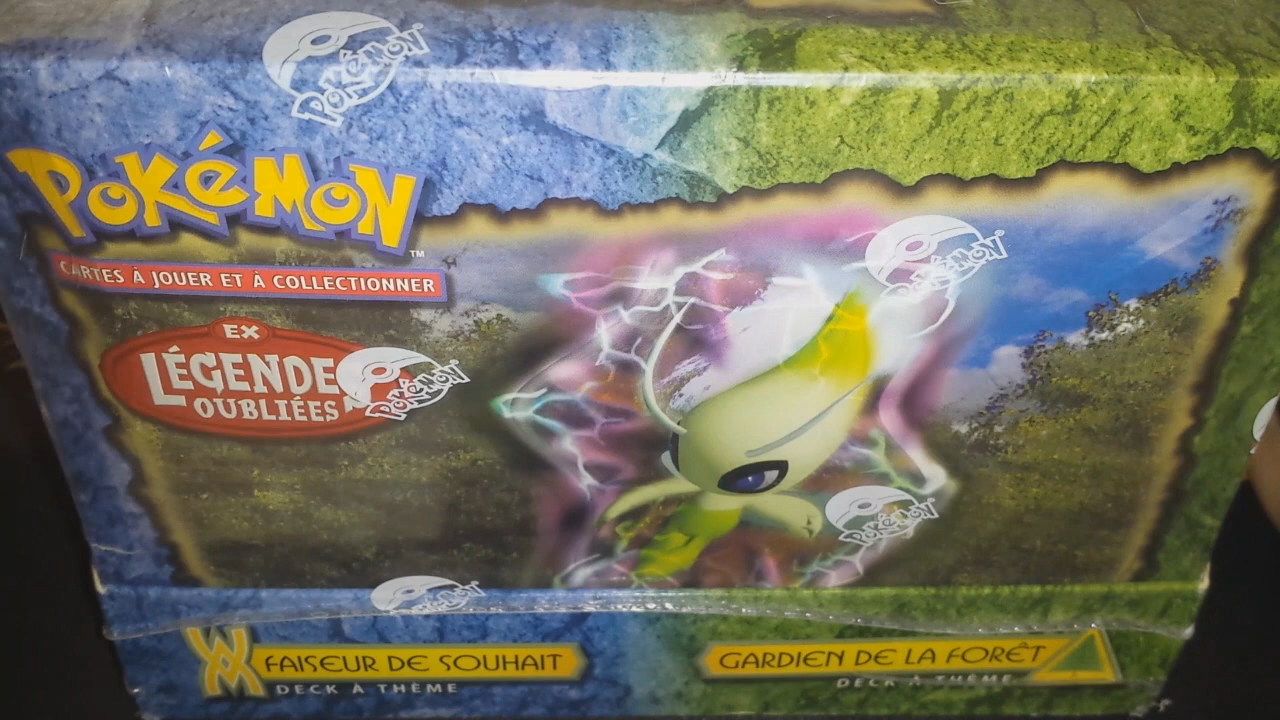 Pokémon
POKÉMON™
CARTES À JOUER ET À COLLECTIONNER
EX
LÉGENDE
OUBLIÉES
Pokémon
Pokémon
Pokémon
Pokémon
FAISEUR DE SOUHAIT
DECK À THÈME
GARDIEN DE LA FORÊT
DECK À THÈME